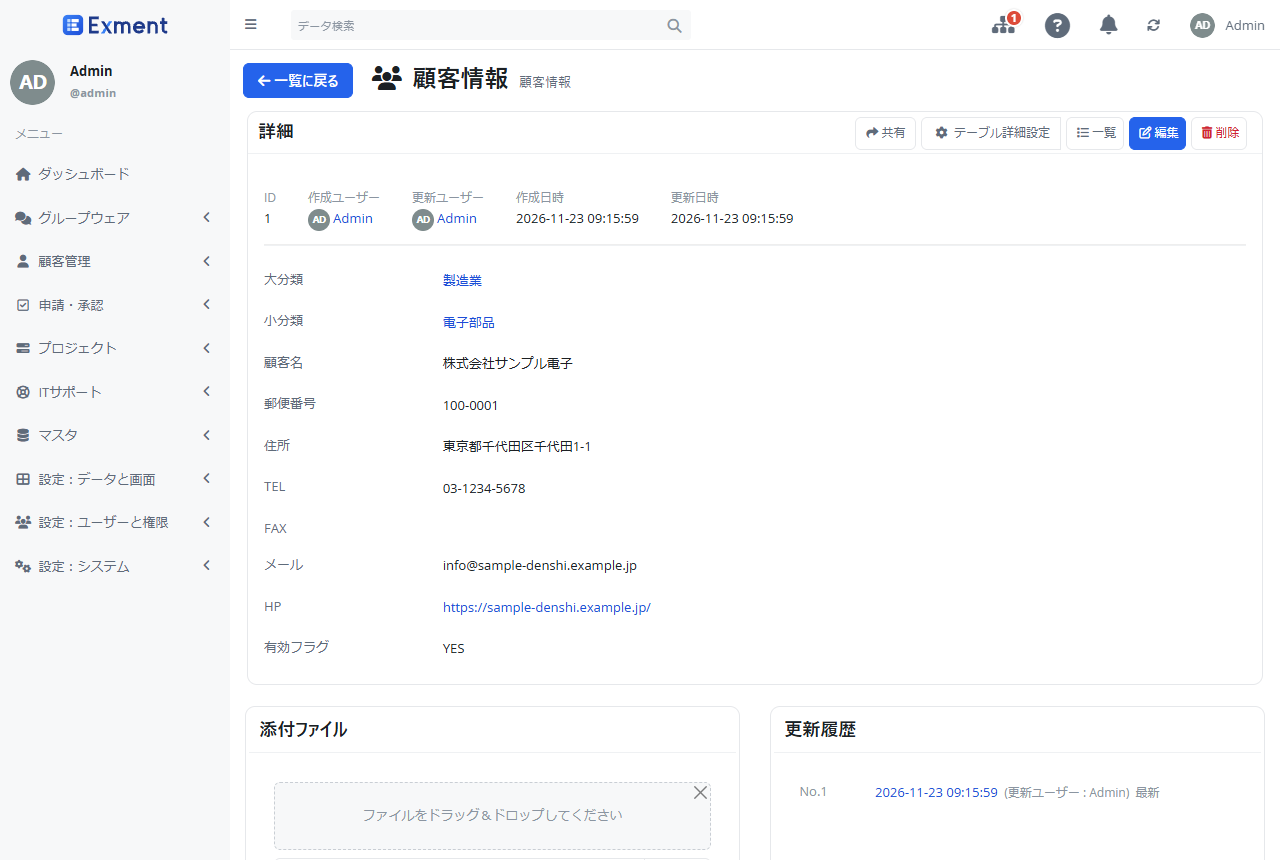 Exment
データ検索
1
?
AD Admin
AD
Admin
@admin
メニュー
ダッシュボード
グループウェア
顧客管理
申請・承認
プロジェクト
ITサポート
マスタ
設定：データと画面
設定：ユーザーと権限
設定：システム
一覧に戻る
顧客情報 顧客情報
詳細
共有
テーブル詳細設定
一覧
編集
削除
ID 作成ユーザー 更新ユーザー 作成日時 更新日時
1 AD Admin AD Admin 2026-11-23 09:15:59 2026-11-23 09:15:59
大分類 製造業
小分類 電子部品
顧客名 株式会社サンプル電子
郵便番号 100-0001
住所 東京都千代田区千代田1-1
TEL 03-1234-5678
FAX
メール info@sample-denshi.example.jp
HP https://sample-denshi.example.jp/
有効フラグ YES
添付ファイル
ファイルをドラッグ＆ドロップしてください
更新履歴
No.1 2026-11-23 09:15:59 (更新ユーザー : Admin) 最新